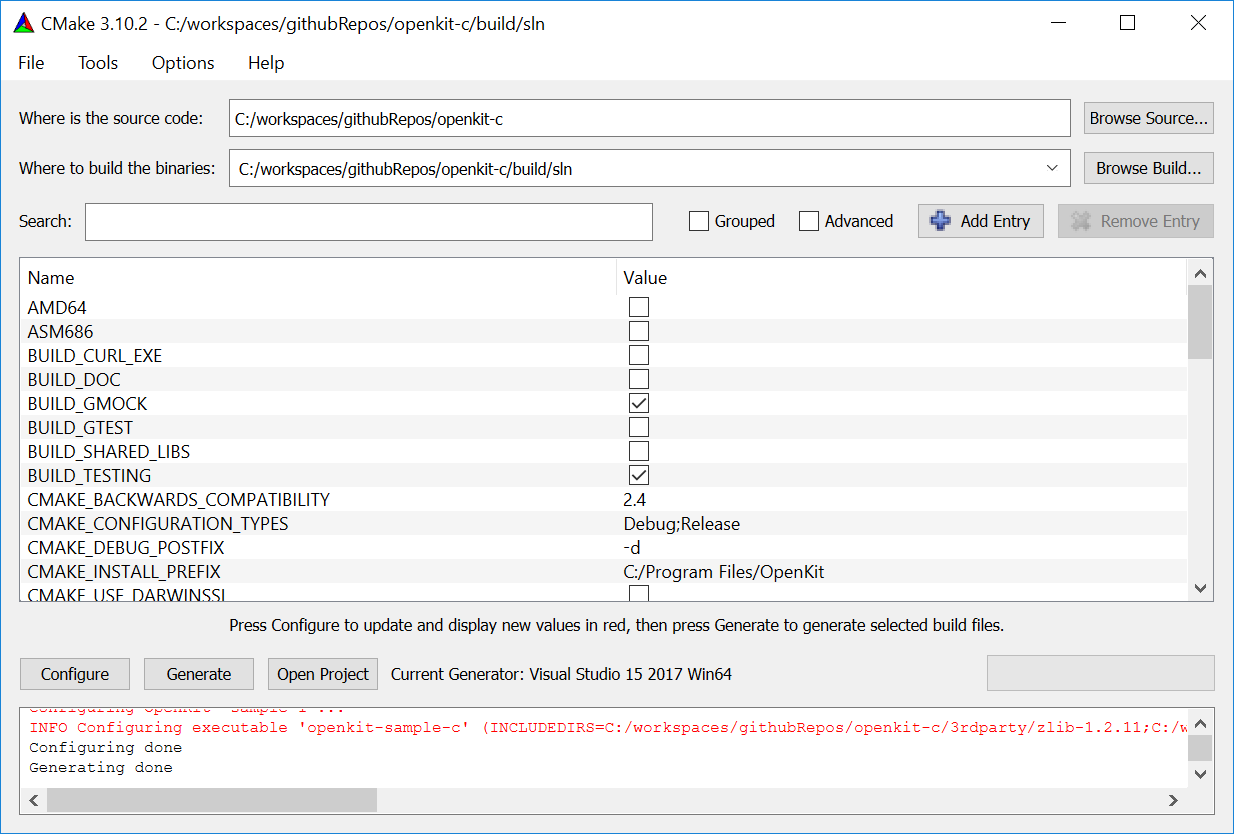 CMake 3.10.2 - C:/workspaces/githubRepos/openkit-c/build/sln
File Tools Options Help
Where is the source code: C:/workspaces/githubRepos/openkit-c Browse Source...
Where to build the binaries: C:/workspaces/githubRepos/openkit-c/build/sln Browse Build...
Search: Grouped Advanced Add Entry Remove Entry
Name Value
AMD64
ASM686
BUILD_CURL_EXE
BUILD_DOC
BUILD_GMOCK
BUILD_GTEST
BUILD_SHARED_LIBS
BUILD_TESTING
CMAKE_BACKWARDS_COMPATIBILITY 2.4
CMAKE_CONFIGURATION_TYPES Debug;Release
CMAKE_DEBUG_POSTFIX -d
CMAKE_INSTALL_PREFIX C:/Program Files/OpenKit
CMAKE_USE_DARWINSSL
Press Configure to update and display new values in red, then press Generate to generate selected build files.
Configure Generate Open Project Current Generator: Visual Studio 15 2017 Win64
Configuring OpenKit
INFO Configuring executable 'openkit-sample-c' (INCLUDEDIRS=C:/workspaces/githubRepos/openkit-c/3rdparty/zlib-1.2.11;C:/w
Configuring done
Generating done